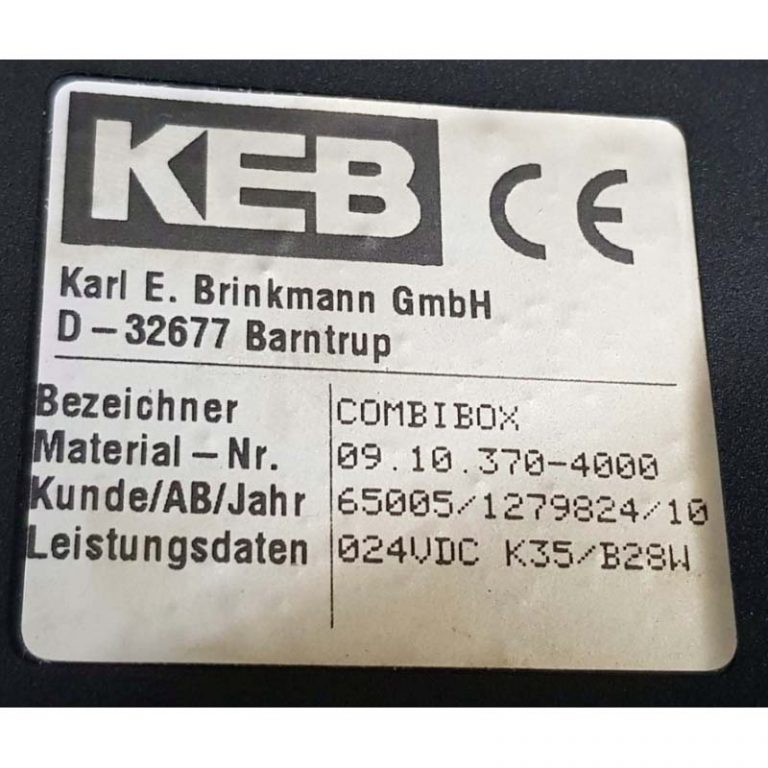 KEB CE
Karl E. Brinkmann GmbH
D-32677 Barntrup
Bezeichner COMBIBOX
Material-Nr. 09.10.370-4000
Kunde/AB/Jahr 65005/1279824/10
Leistungsdaten 024VDC K35/B28W